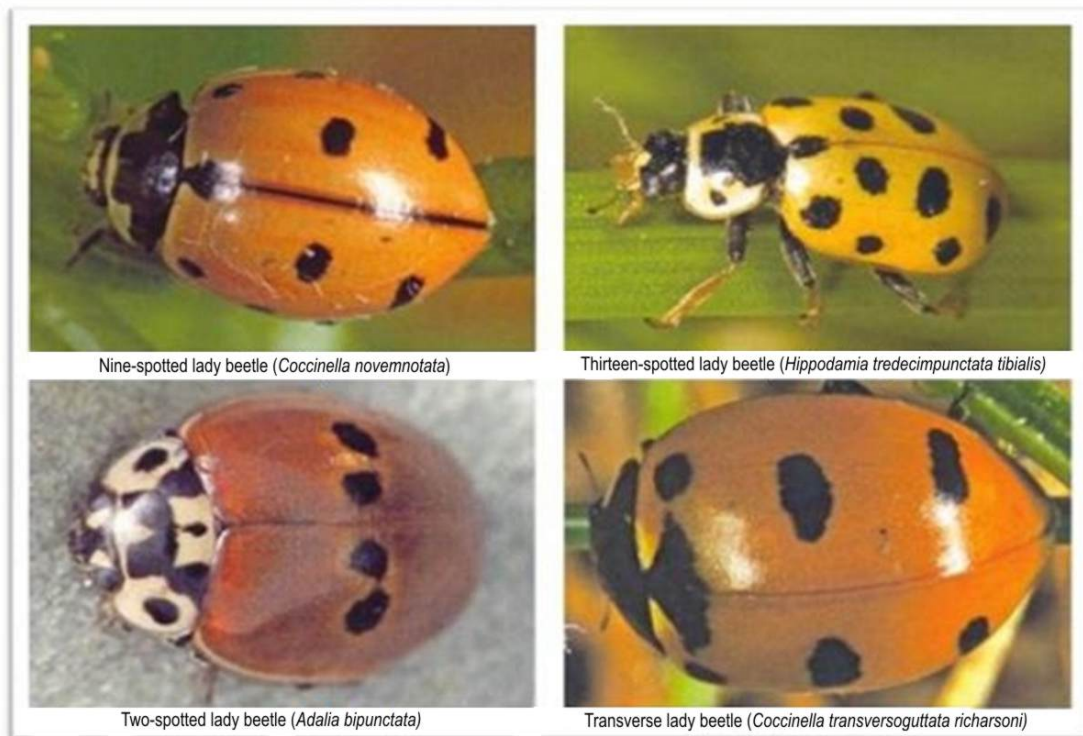 Nine-spotted lady beetle (Coccinella novemnotata)
Thirteen-spotted lady beetle (Hippodamia tredecimpunctata tibialis)
Two-spotted lady beetle (Adalia bipunctata)
Transverse lady beetle (Coccinella transversoguttata richarsoni)